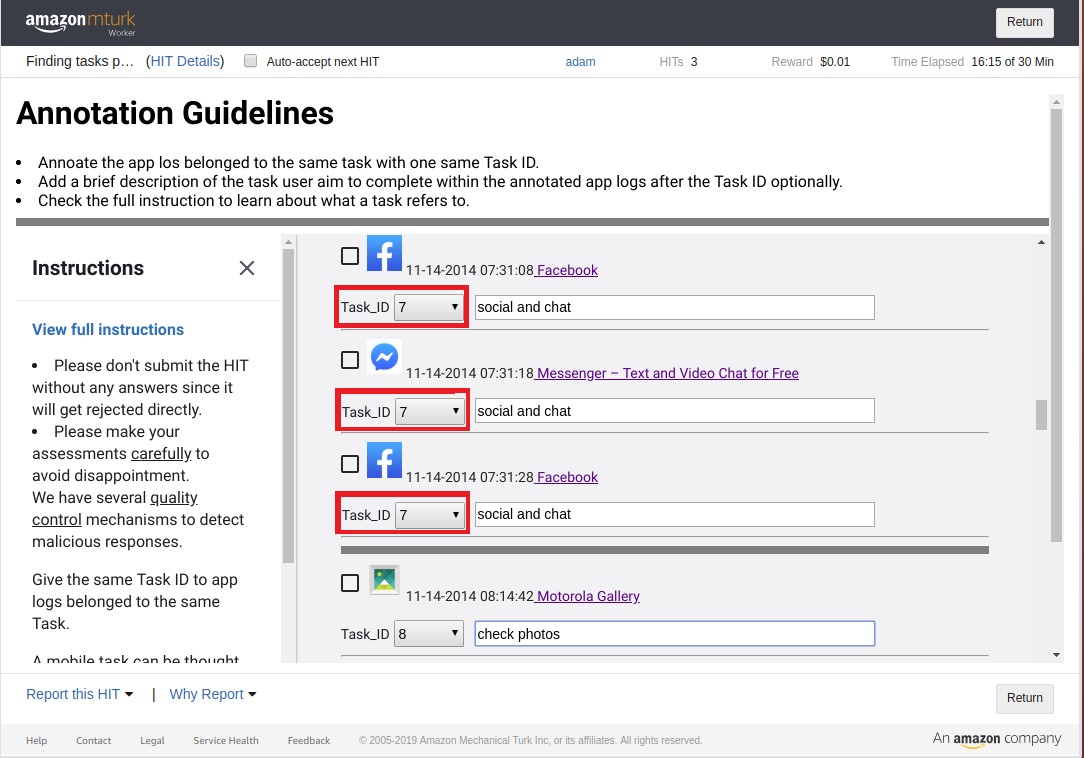 amazonmturk
Worker
Return
Finding tasks p... (HIT Details) Auto-accept next HIT adam HITs 3 Reward $0.01 Time Elapsed 16:15 of 30 Min
Annotation Guidelines
• Annoate the app los belonged to the same task with one same Task ID.
• Add a brief description of the task user aim to complete within the annotated app logs after the Task ID optionally.
• Check the full instruction to learn about what a task refers to.
Instructions
View full instructions
• Please don't submit the HIT
without any answers since it
will get rejected directly.
• Please make your
assessments carefully to
avoid disappointment.
We have several quality
control mechanisms to detect
malicious responses.
Give the same Task ID to app
logs belonged to the same
Task.
A mobile task can be thought
11-14-2014 07:31:08 Facebook
Task_ID 7 social and chat
11-14-2014 07:31:18 Messenger – Text and Video Chat for Free
Task_ID 7 social and chat
11-14-2014 07:31:28 Facebook
Task_ID 7 social and chat
11-14-2014 08:14:42 Motorola Gallery
Task_ID 8 check photos
Report this HIT | Why Report
Return
Help Contact Legal Service Health Feedback © 2005-2019 Amazon Mechanical Turk Inc, or its affiliates. All rights reserved. An amazon company